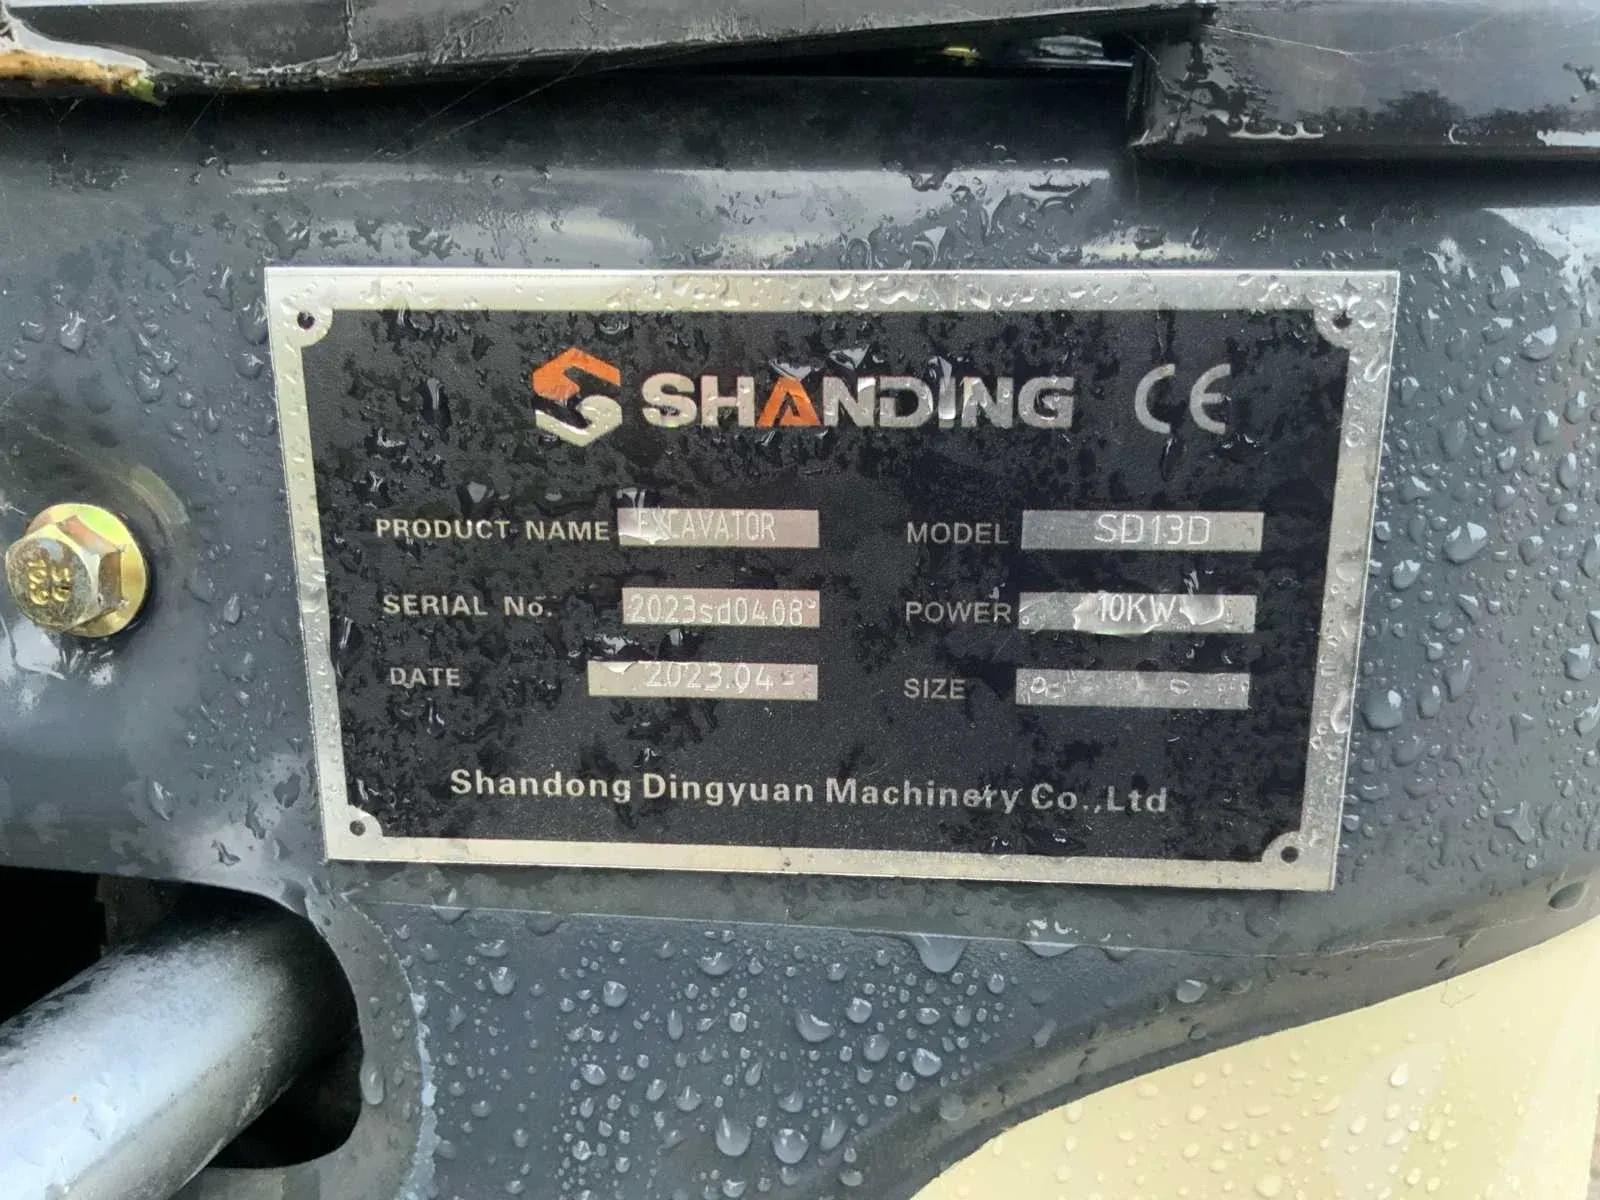 SHANDING CE
PRODUCT NAME EXCAVATOR MODEL SD13D
SERIAL No. 2023sd0408 POWER 10KW
DATE 2023.04 SIZE
Shandong Dingyuan Machinery Co.,Ltd